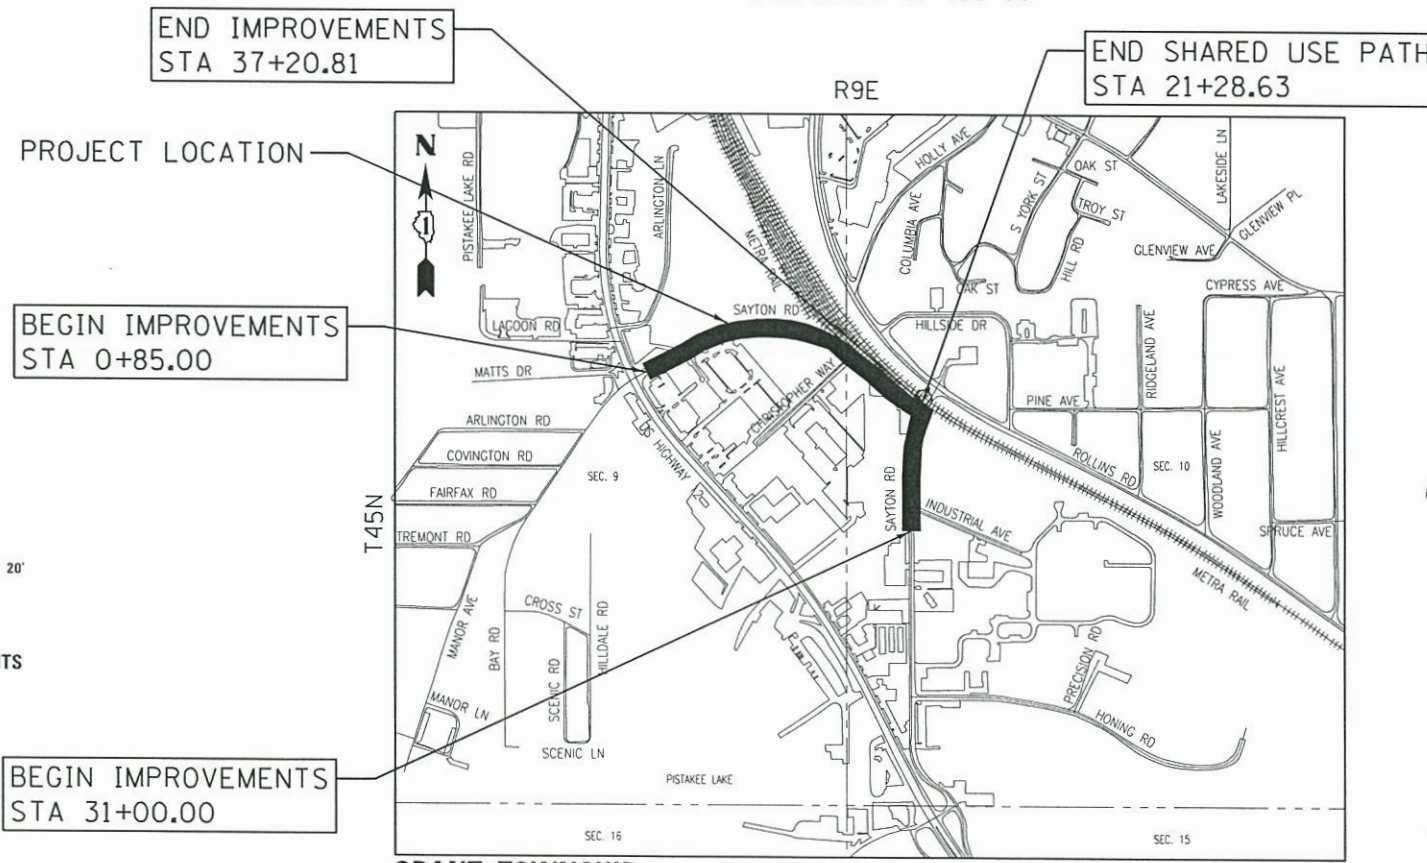 END IMPROVEMENTS
STA 37+20.81
END SHARED USE PATH
STA 21+28.63
R9E
PROJECT LOCATION
N
1
PISTAKEE LAKE RD
ARLINGTON LN
METRA RAIL
HOLLY AVE
COLUMBIA AVE
S YORK ST
OAK ST
TROY ST
HILL RD
OAK ST
LAKESIDE LN
GLENVIEW PL
GLENVIEW AVE
CYPRESS AVE
BEGIN IMPROVEMENTS
STA 0+85.00
LAGOON RD
SAYTON RD
HILLSIDE DR
RIDGELAND AVE
HILLCREST AVE
MATTS DR
CHRISTOPHER WAY
PINE AVE
ARLINGTON RD
US HIGHWAY 12
COVINGTON RD
SEC. 9
ROLLINS RD
SEC. 10
WOODLAND AVE
FAIRFAX RD
SAYTON RD
INDUSTRIAL AVE
T45N
TREMONT RD
SPRUCE AVE
20'
METRA RAIL
CROSS ST
MANOR AVE
BAY RD
HILLDALE RD
NTS
SCENIC RD
PRECISION RD
MANOR LN
HONING RD
SCENIC LN
BEGIN IMPROVEMENTS
STA 31+00.00
PISTAKEE LAKE
SEC. 16
SEC. 15
GRANT TOWNSHIP